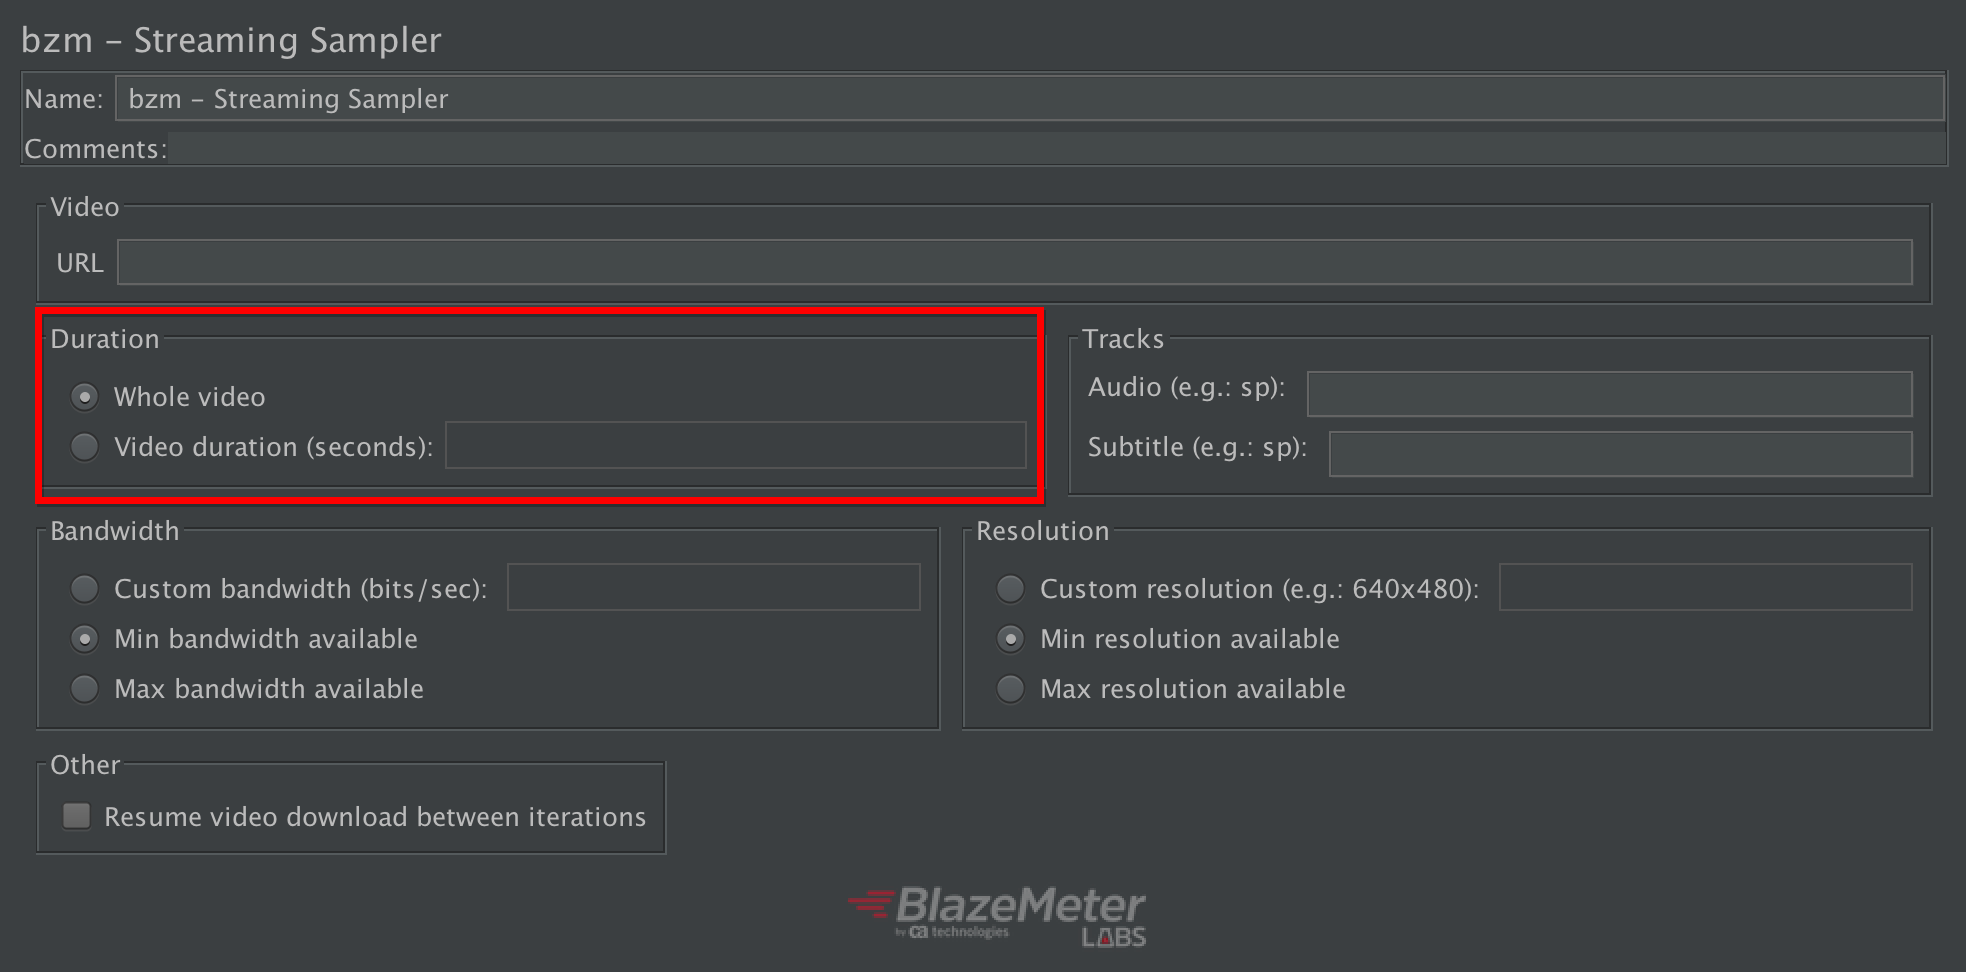 bzm – Streaming Sampler
Name: bzm – Streaming Sampler
Comments:
Video
URL
Duration
Whole video
Video duration (seconds):
Tracks
Audio (e.g.: sp):
Subtitle (e.g.: sp):
Bandwidth
Custom bandwidth (bits/sec):
Min bandwidth available
Max bandwidth available
Resolution
Custom resolution (e.g.: 640x480):
Min resolution available
Max resolution available
Other
Resume video download between iterations
BlazeMeter
by ca technologies
LABS